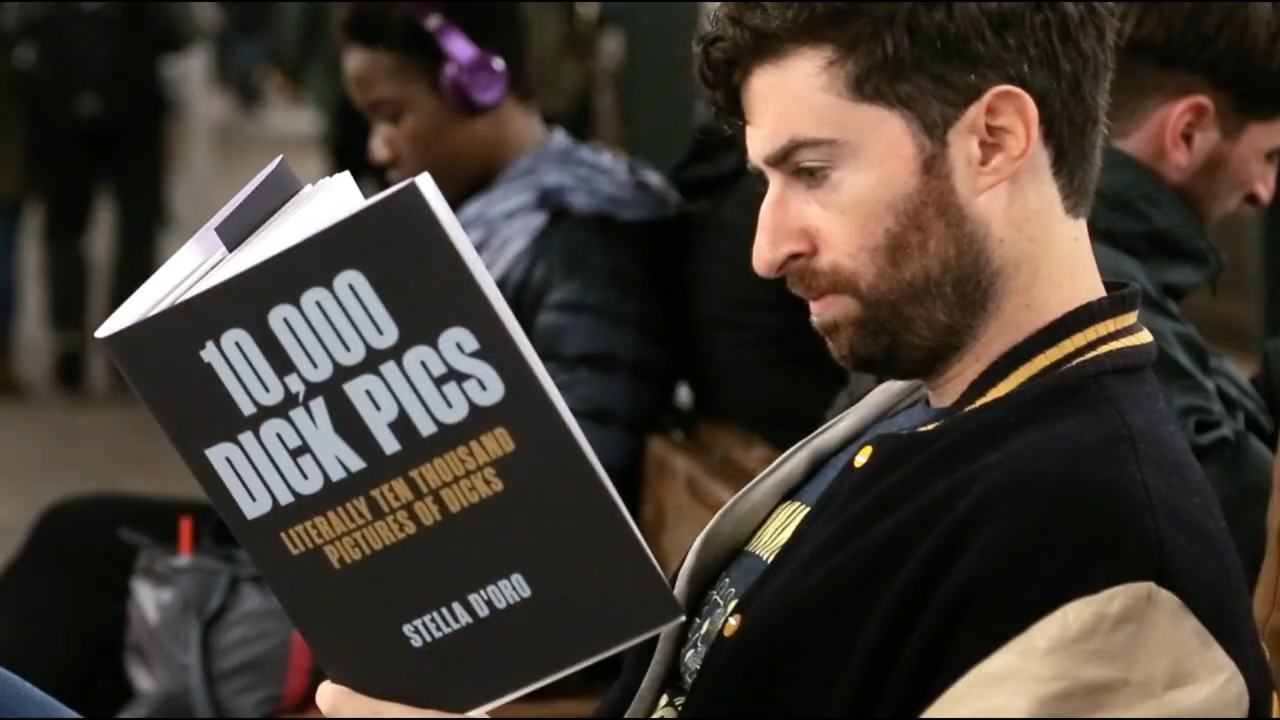 10,000
DICK PICS
LITERALLY TEN THOUSAND
PICTURES OF DICKS
STELLA D'ORO